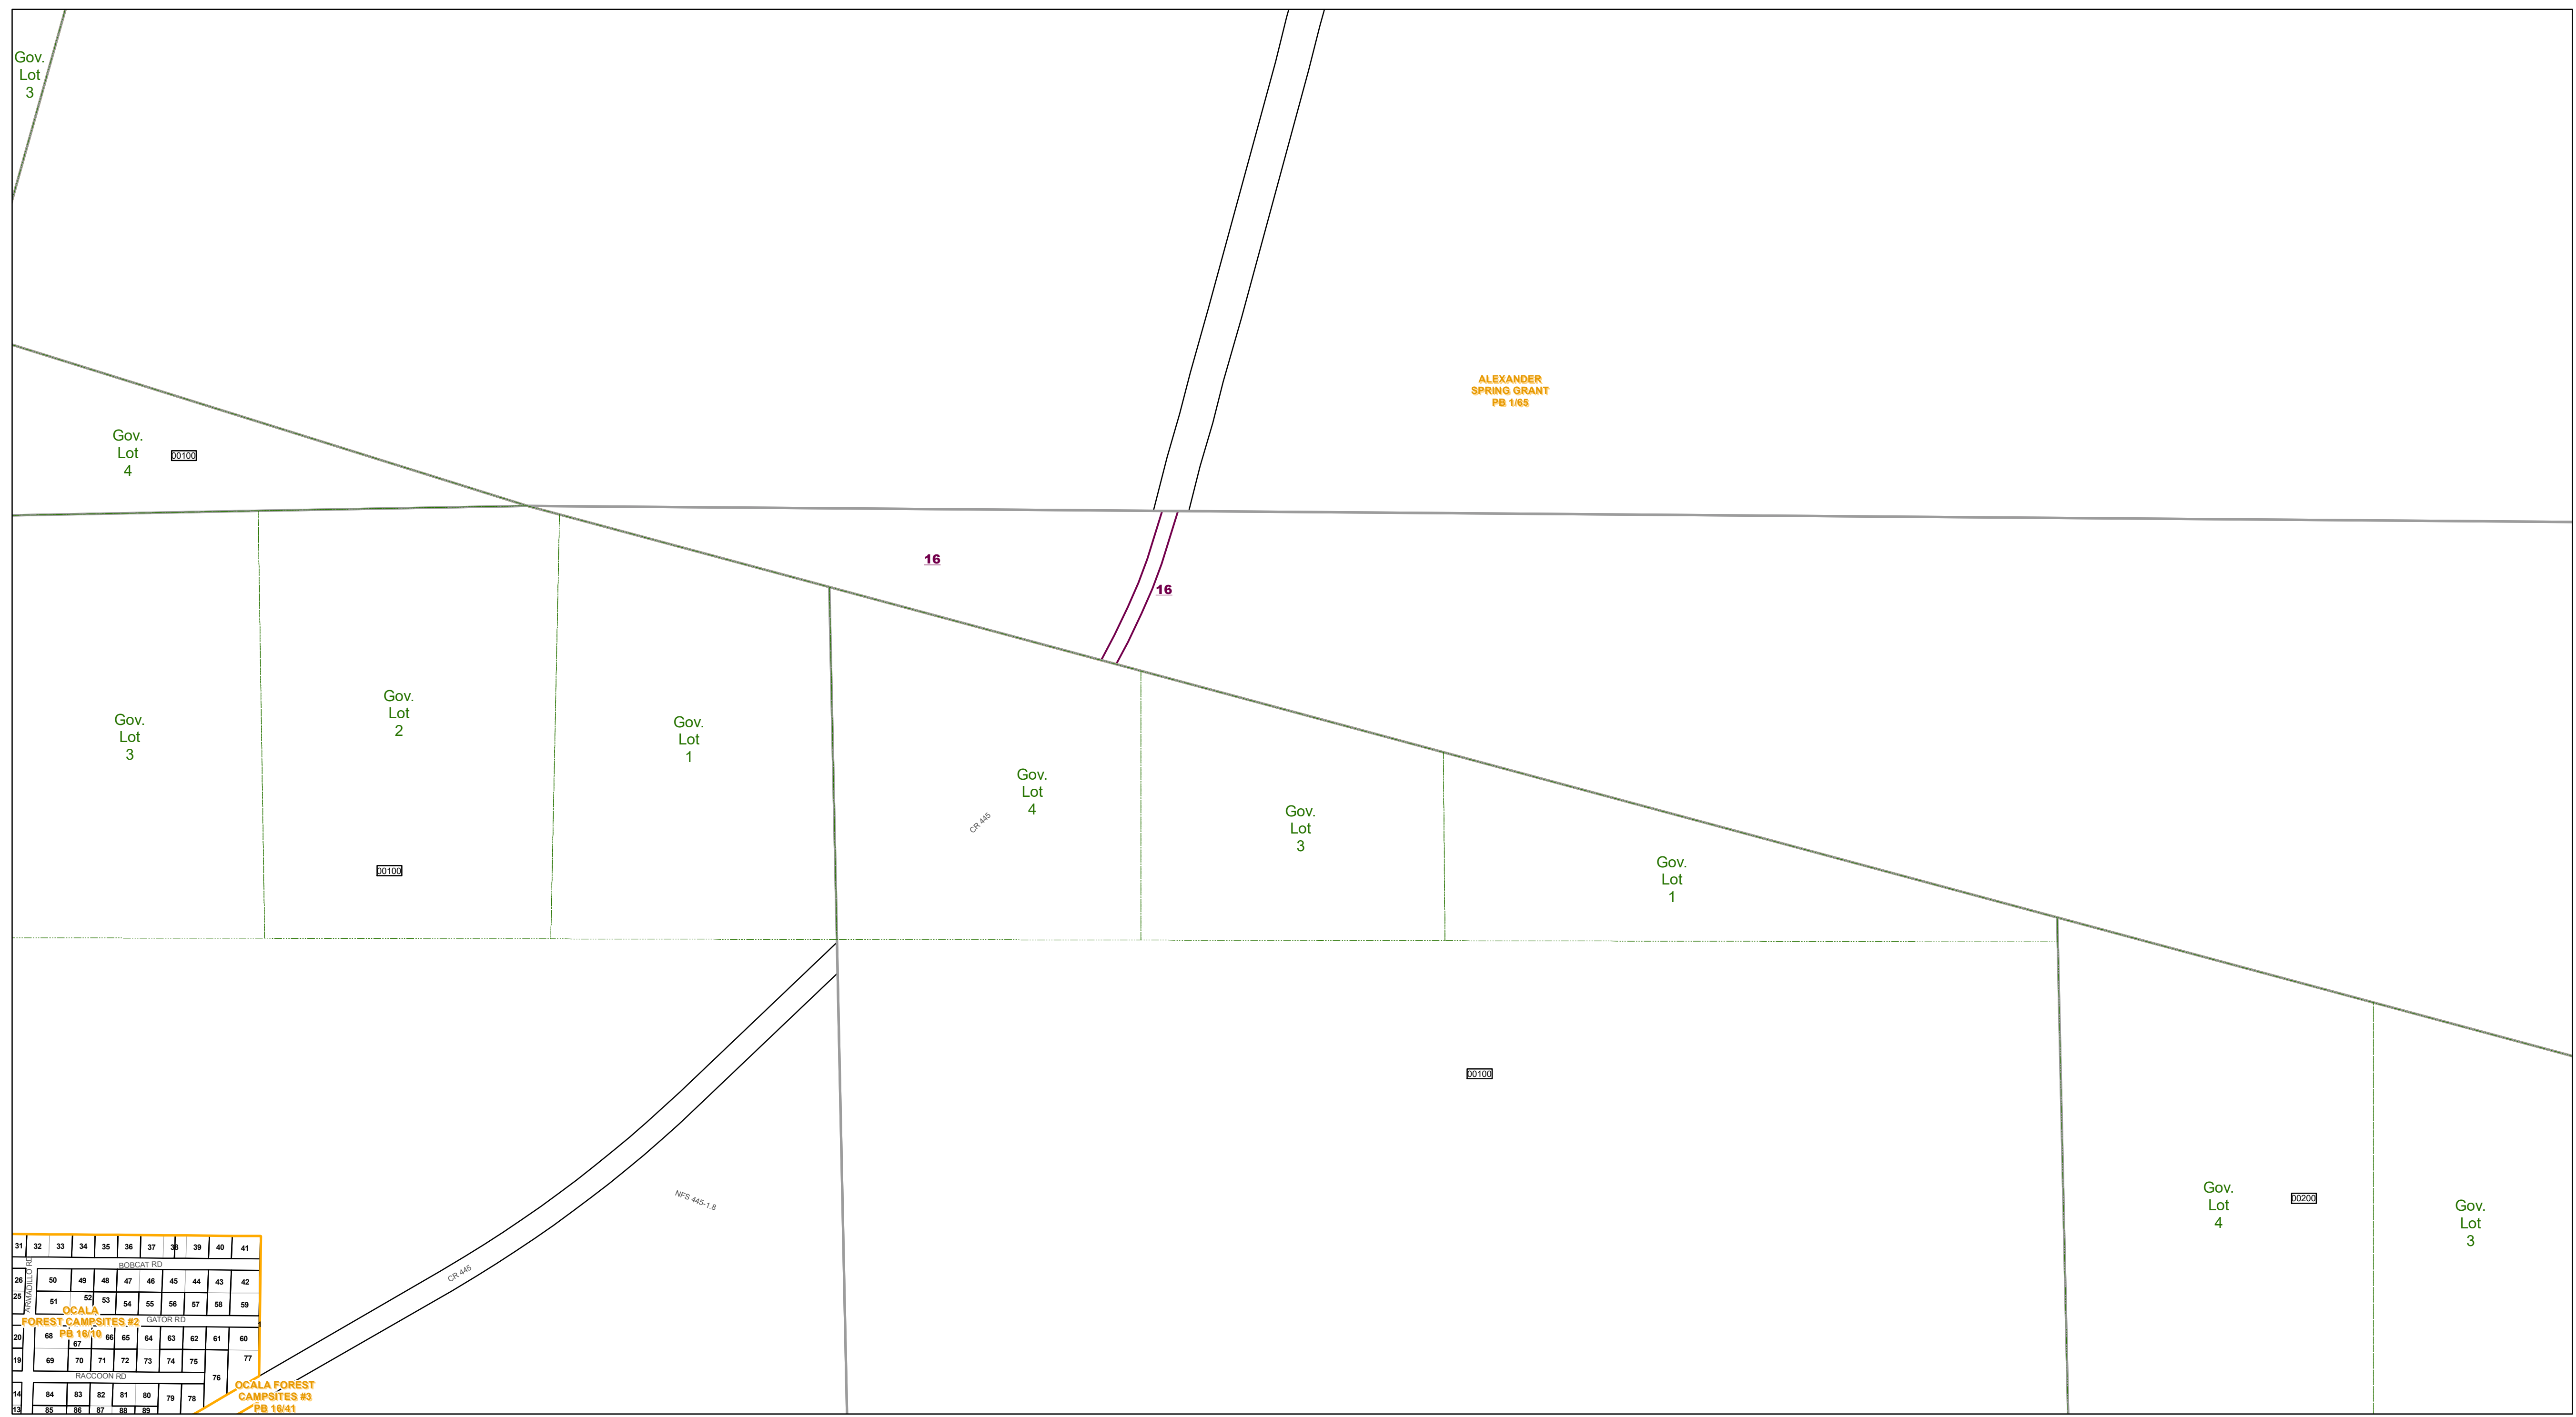 Gov.
Lot
3
ALEXANDER
SPRING GRANT
PB 1/65
Gov.
Lot
4
00100
16
16
Gov.
Lot
3
Gov.
Lot
2
Gov.
Lot
1
Gov.
Lot
4
CR 445
Gov.
Lot
3
Gov.
Lot
1
00100
00100
Gov.
Lot
4
00200
Gov.
Lot
3
NFS 445-1.8
CR 445
31 32 33 34 35 36 37 38 39 40 41
BOBCAT RD
ARMADILLO RD
26 50 49 48 47 46 45 44 43 42
25 51 52 53 54 55 56 57 58 59
OCALA
FOREST CAMPSITES #2
PB 16/10
GATOR RD
20 68 67 66 65 64 63 62 61 60
19 69 70 71 72 73 74 75 76 77
RACCOON RD
14 84 83 82 81 80 79 78
13 85 86 87 88 89
OCALA FOREST
CAMPSITES #3
PB 16/41